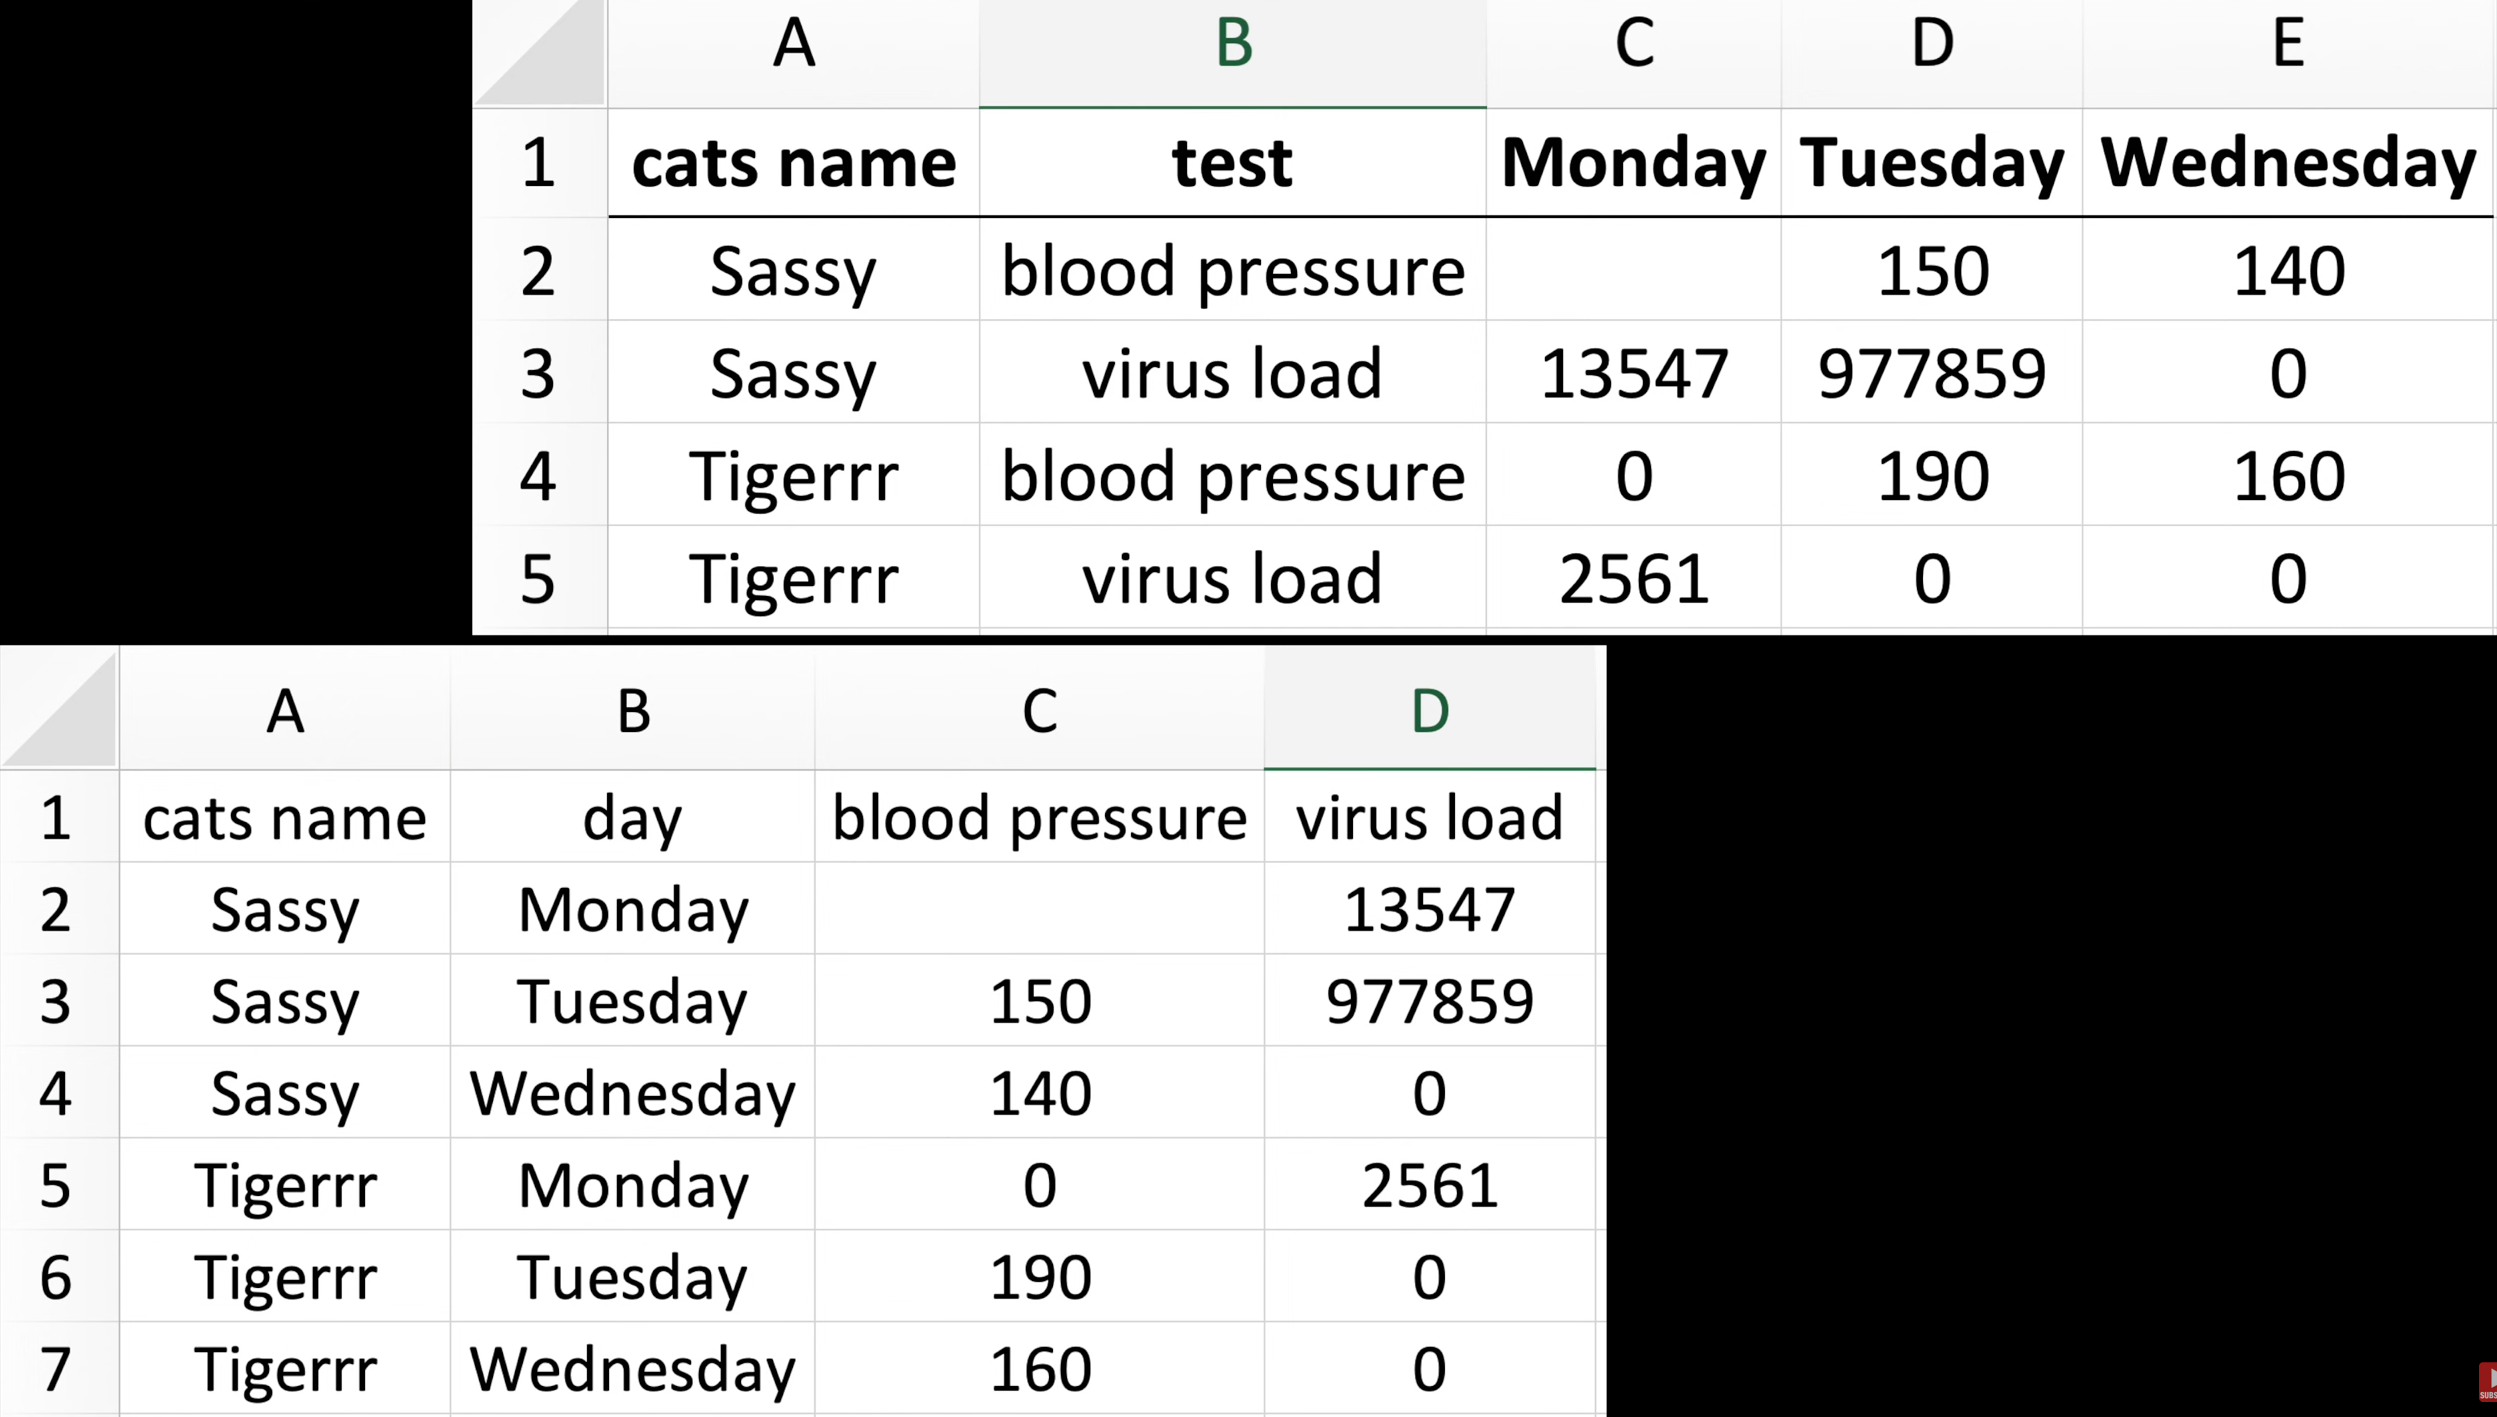 A B C D E
1 cats name test Monday Tuesday Wednesday
2 Sassy blood pressure 150 140
3 Sassy virus load 13547 977859 0
4 Tigerrr blood pressure 0 190 160
5 Tigerrr virus load 2561 0 0
A B C D
1 cats name day blood pressure virus load
2 Sassy Monday 13547
3 Sassy Tuesday 150 977859
4 Sassy Wednesday 140 0
5 Tigerrr Monday 0 2561
6 Tigerrr Tuesday 190 0
7 Tigerrr Wednesday 160 0